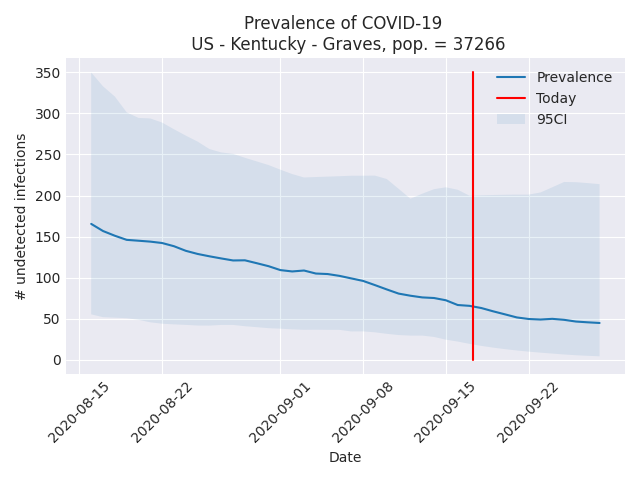 Prevalence of COVID-19
US - Kentucky - Graves, pop. = 37266
350
300
250
200
150
100
50
0
# undetected infections
Prevalence
Today
95CI
2020-08-15
2020-08-22
2020-09-01
2020-09-08
2020-09-15
2020-09-22
Date